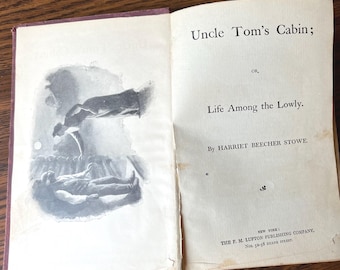 Uncle Tom's Cabin;
OR,
Life Among the Lowly.
By HARRIET BEECHER STOWE.
NEW YORK:
THE F. M. LUPTON PUBLISHING COMPANY,